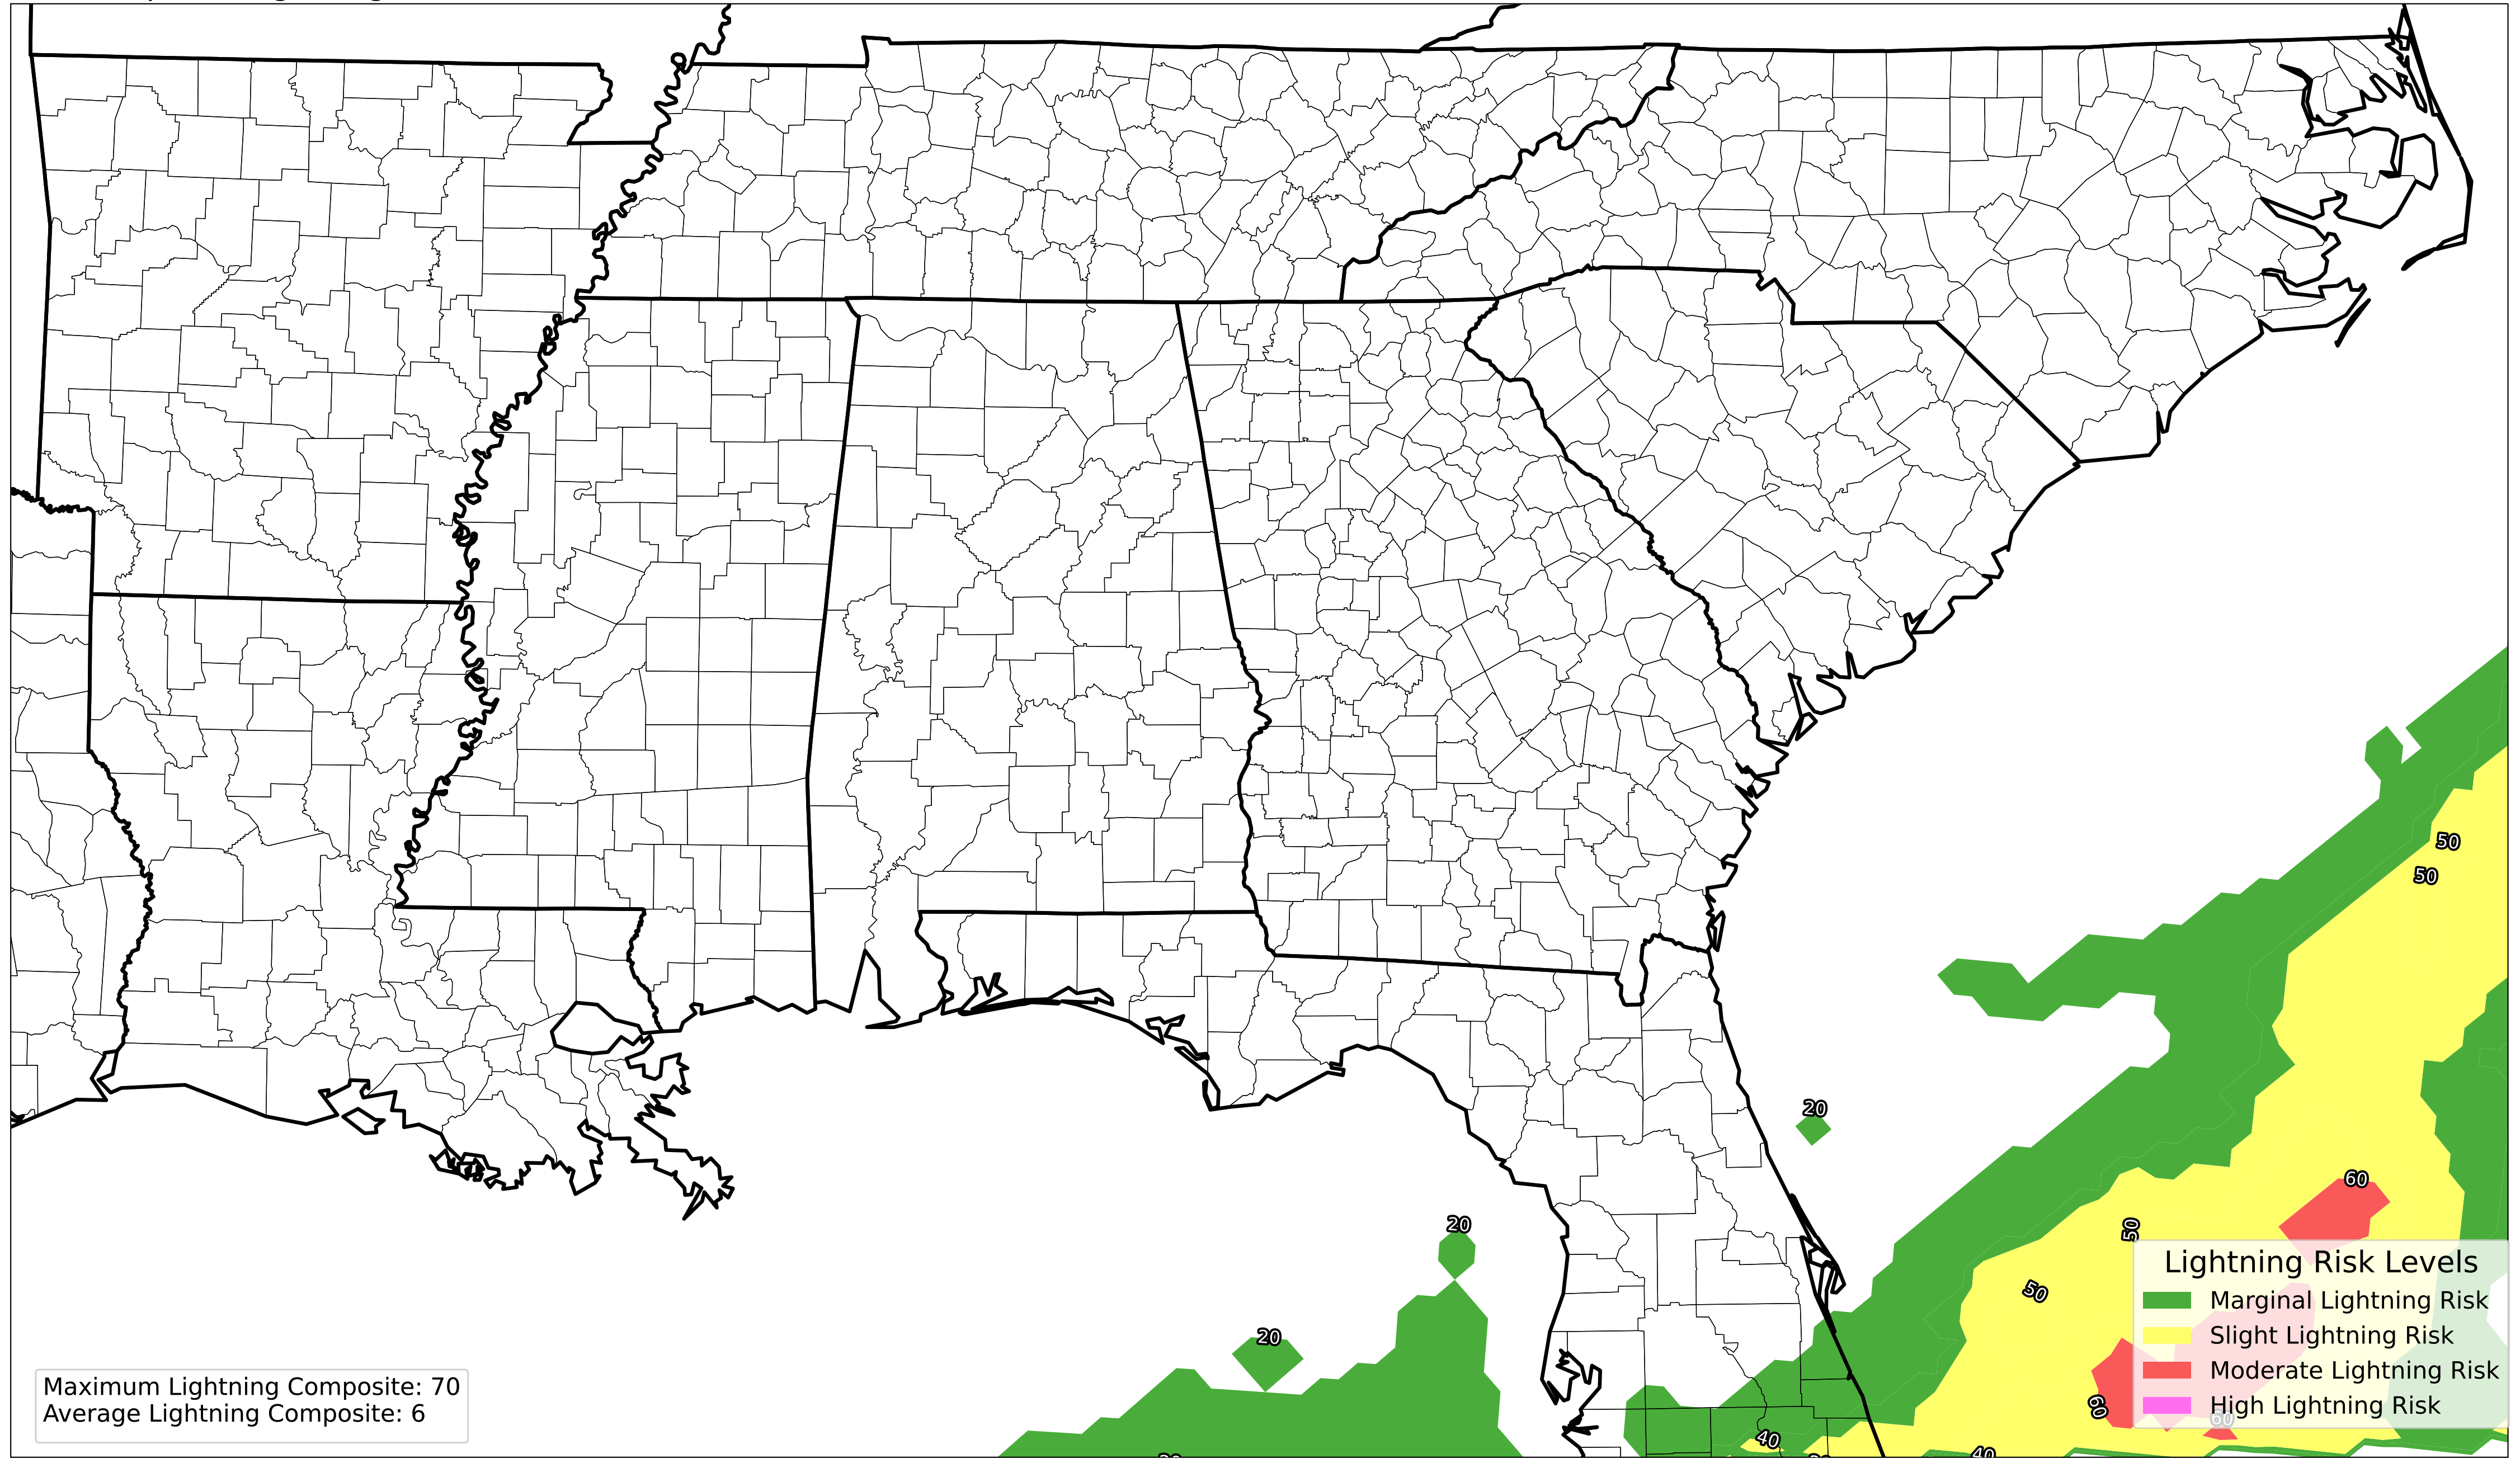 50
50
20
60
20
50
50
20
60
60
40
40
Lightning Risk Levels
Marginal Lightning Risk
Slight Lightning Risk
Moderate Lightning Risk
High Lightning Risk
Maximum Lightning Composite: 70
Average Lightning Composite: 6